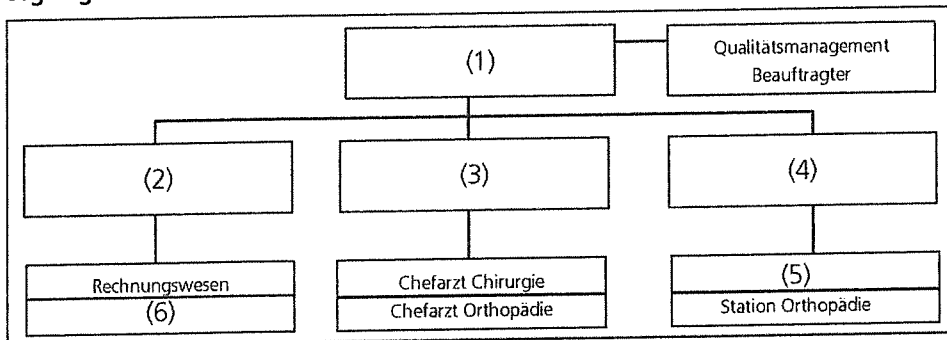 (1)
Qualitätsmanagement
Beauftragter
(2)
(3)
(4)
Rechnungswesen
(6)
Chefarzt Chirurgie
Chefarzt Orthopädie
(5)
Station Orthopädie